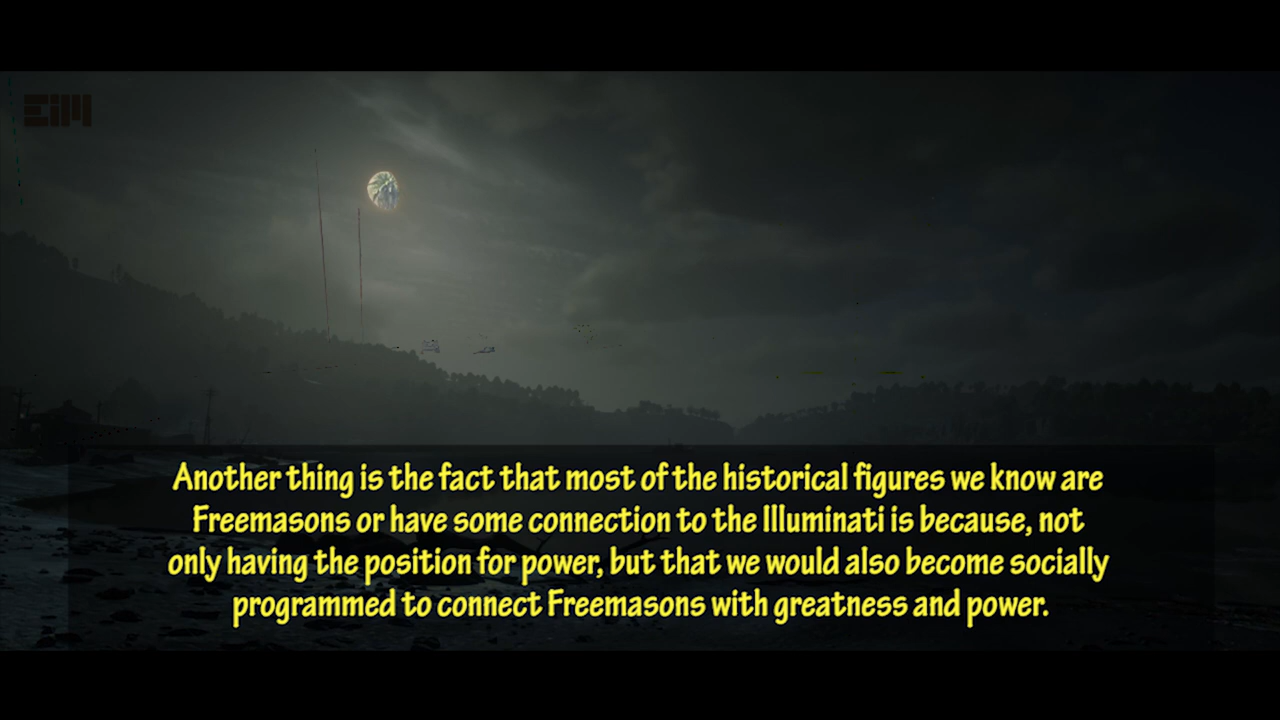 EIM
Another thing is the fact that most of the historical figures we know are
Freemasons or have some connection to the Illuminati is because, not
only having the position for power, but that we would also become socially
programmed to connect Freemasons with greatness and power.